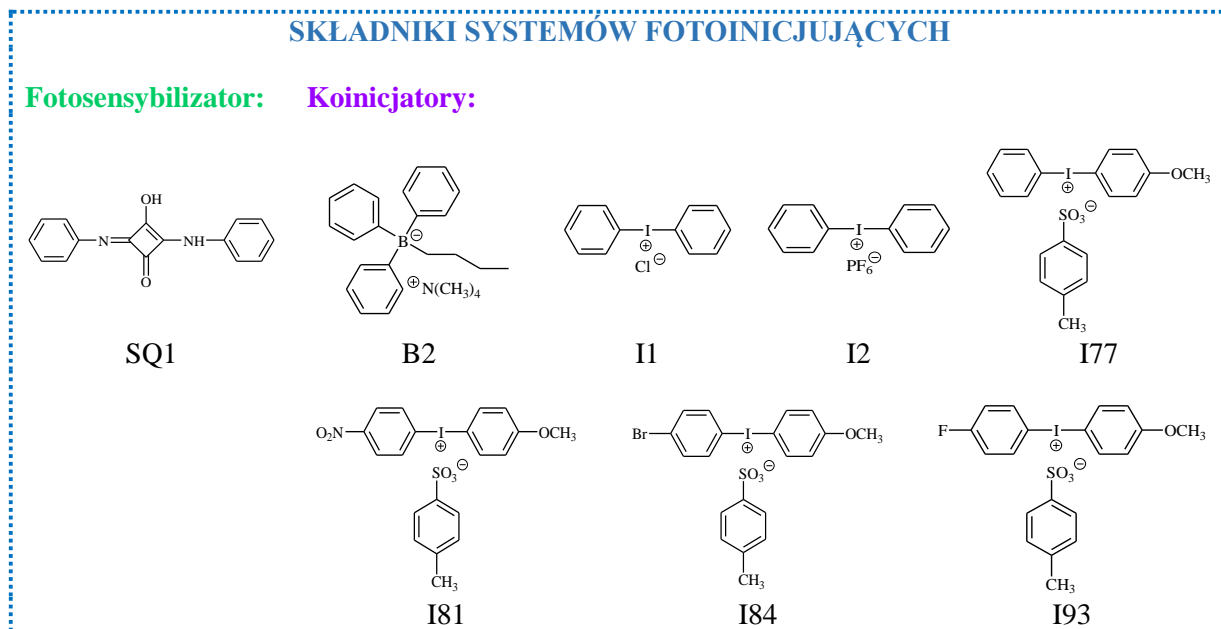 SKŁADNIKI SYSTEMÓW FOTOINICJUJĄCYCH
Fotosensybilizator: Koinicjatory:
OH
N
NH
O
SQ1
B⊖
⊕ N(CH₃)₄
B2
I
⊕
Cl⊖
I1
I
⊕
PF₆⊖
I2
I
⊕
OCH₃
SO₃⊖
CH₃
I77
O₂N
I
⊕
OCH₃
SO₃⊖
CH₃
I81
Br
I
⊕
OCH₃
SO₃⊖
CH₃
I84
F
I
⊕
OCH₃
SO₃⊖
CH₃
I93